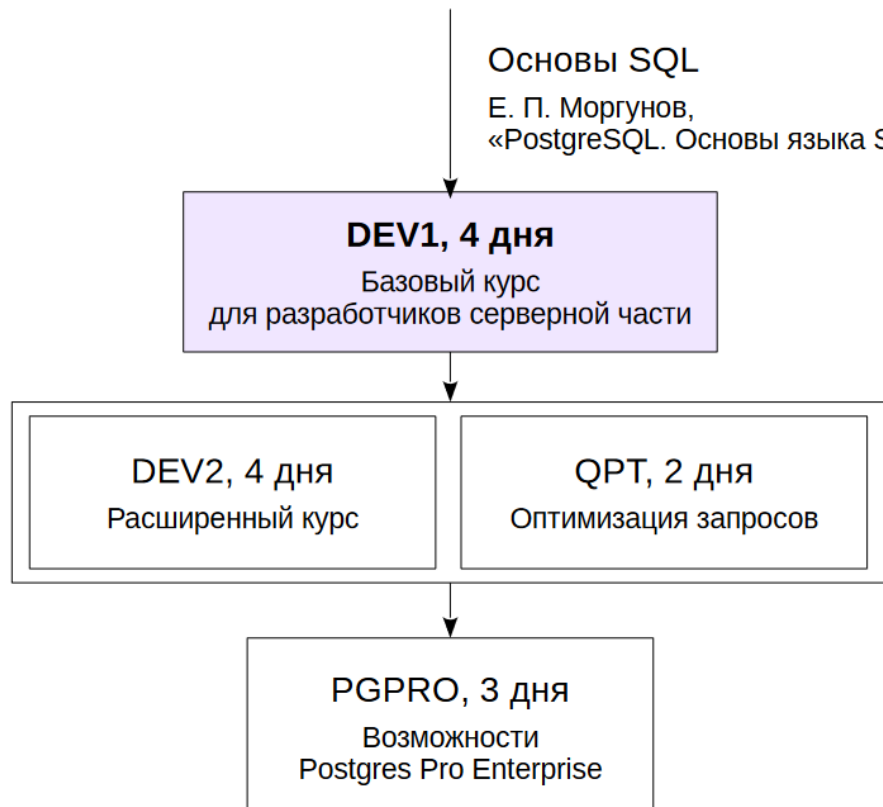 Основы SQL
Е. П. Моргунов,
«PostgreSQL. Основы языка S
DEV1, 4 дня
Базовый курс
для разработчиков серверной части
DEV2, 4 дня
Расширенный курс
QPT, 2 дня
Оптимизация запросов
PGPRO, 3 дня
Возможности
Postgres Pro Enterprise